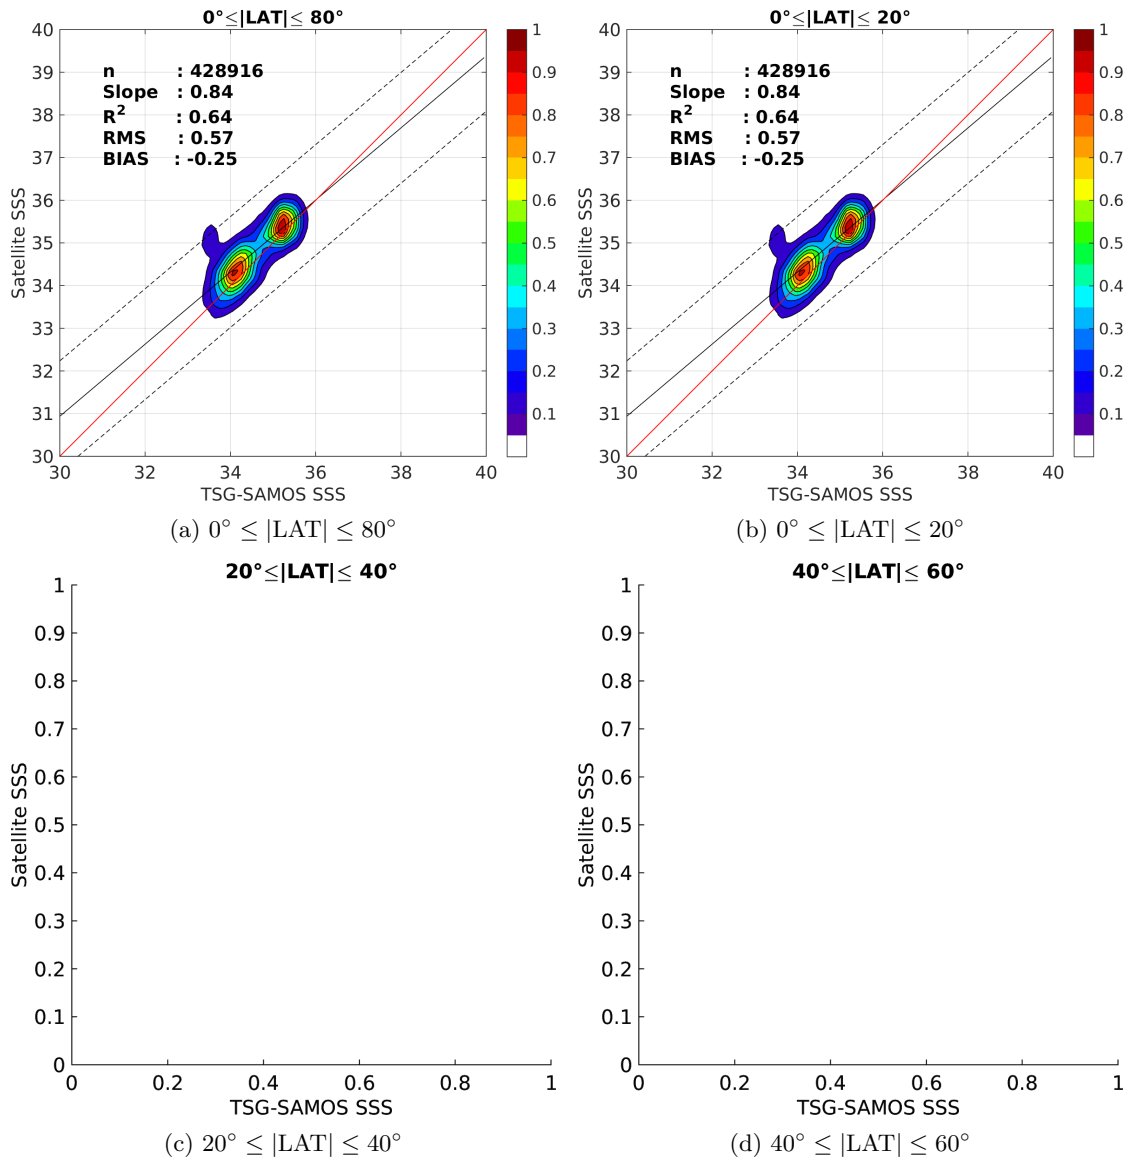 0°≤|LAT|≤ 80°
n : 428916
Slope : 0.84
R² : 0.64
RMS : 0.57
BIAS : -0.25
40
39
38
37
36
35
34
33
32
31
30
30 32 34 36 38 40
Satellite SSS
TSG-SAMOS SSS
1
0.9
0.8
0.7
0.6
0.5
0.4
0.3
0.2
0.1
(a) 0° ≤ |LAT| ≤ 80°
0°≤|LAT|≤ 20°
n : 428916
Slope : 0.84
R² : 0.64
RMS : 0.57
BIAS : -0.25
40
39
38
37
36
35
34
33
32
31
30
30 32 34 36 38 40
Satellite SSS
TSG-SAMOS SSS
1
0.9
0.8
0.7
0.6
0.5
0.4
0.3
0.2
0.1
(b) 0° ≤ |LAT| ≤ 20°
20°≤|LAT|≤ 40°
1
0.9
0.8
0.7
0.6
0.5
0.4
0.3
0.2
0.1
0
0 0.2 0.4 0.6 0.8 1
Satellite SSS
TSG-SAMOS SSS
(c) 20° ≤ |LAT| ≤ 40°
40°≤|LAT|≤ 60°
1
0.9
0.8
0.7
0.6
0.5
0.4
0.3
0.2
0.1
0
0 0.2 0.4 0.6 0.8 1
Satellite SSS
TSG-SAMOS SSS
(d) 40° ≤ |LAT| ≤ 60°